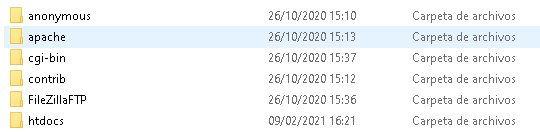 anonymous 26/10/2020 15:10 Carpeta de archivos
apache 26/10/2020 15:13 Carpeta de archivos
cgi-bin 26/10/2020 15:37 Carpeta de archivos
contrib 26/10/2020 15:12 Carpeta de archivos
FileZillaFTP 26/10/2020 15:36 Carpeta de archivos
htdocs 09/02/2021 16:21 Carpeta de archivos